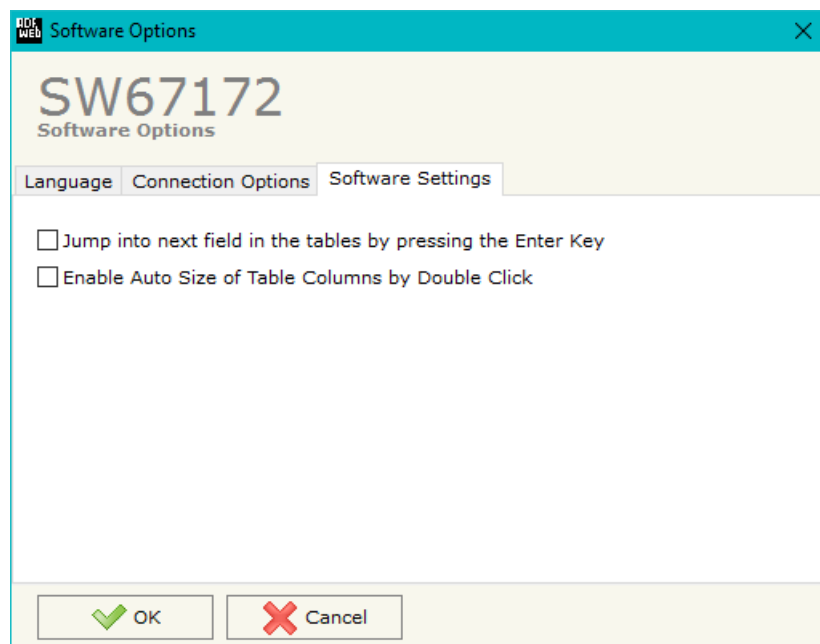 ADF
WEB
Software Options
SW67172
Software Options
Language Connection Options Software Settings
Jump into next field in the tables by pressing the Enter Key
Enable Auto Size of Table Columns by Double Click
OK Cancel